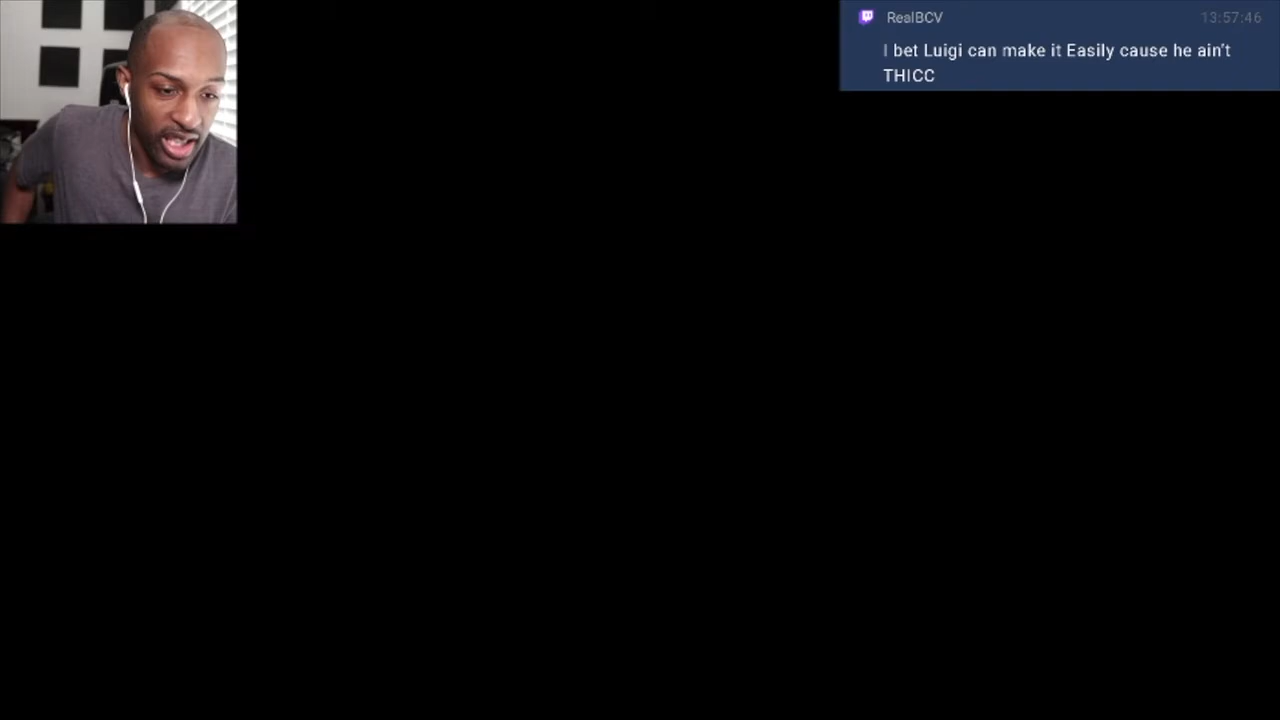 RealBCV 13:57:46
I bet Luigi can make it Easily cause he ain't
THICC